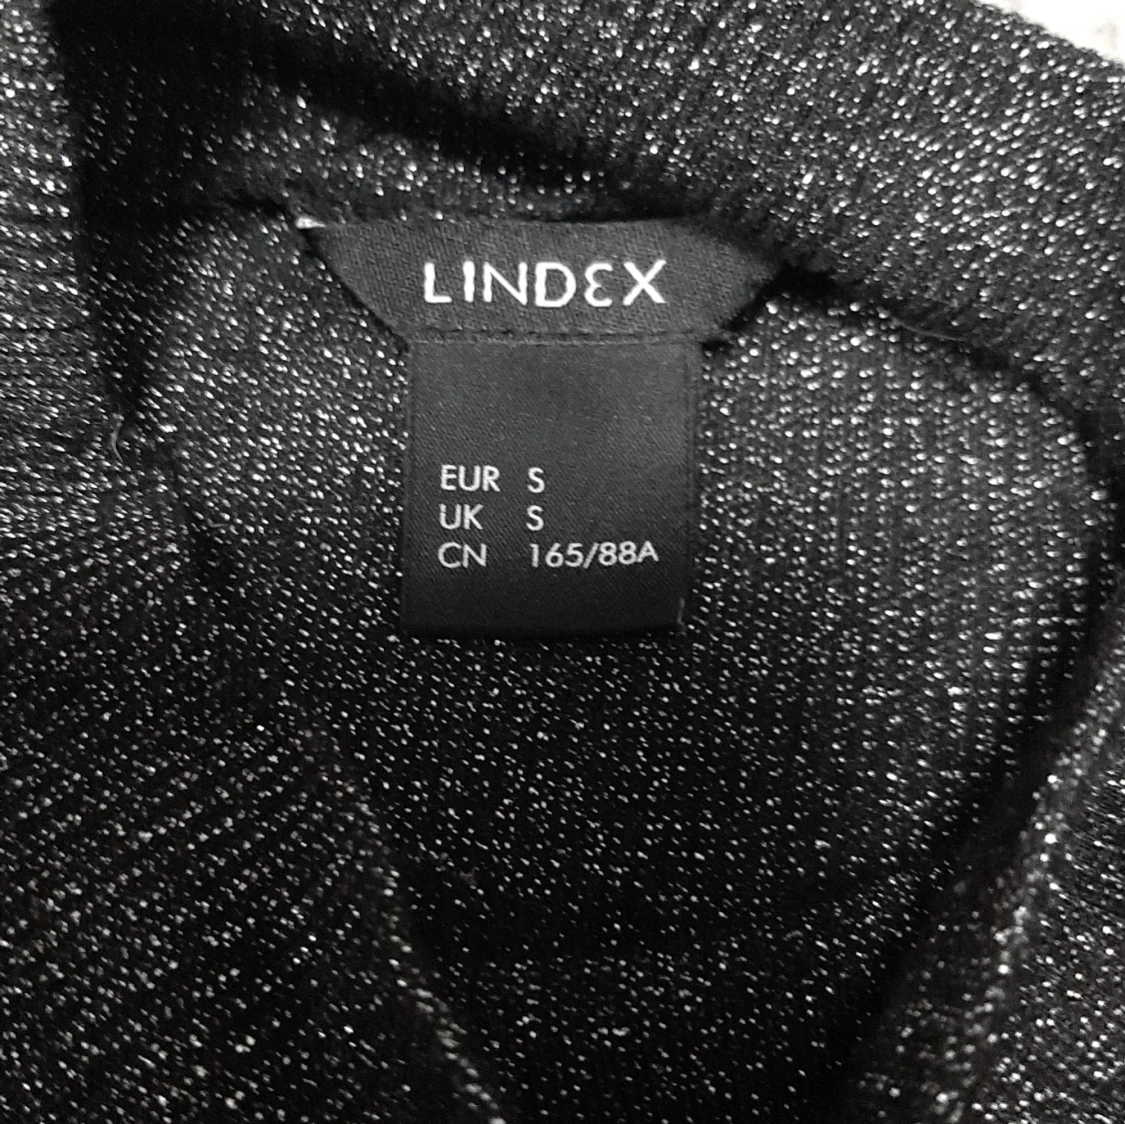 LINDEX
EUR S
UK S
CN 165/88A